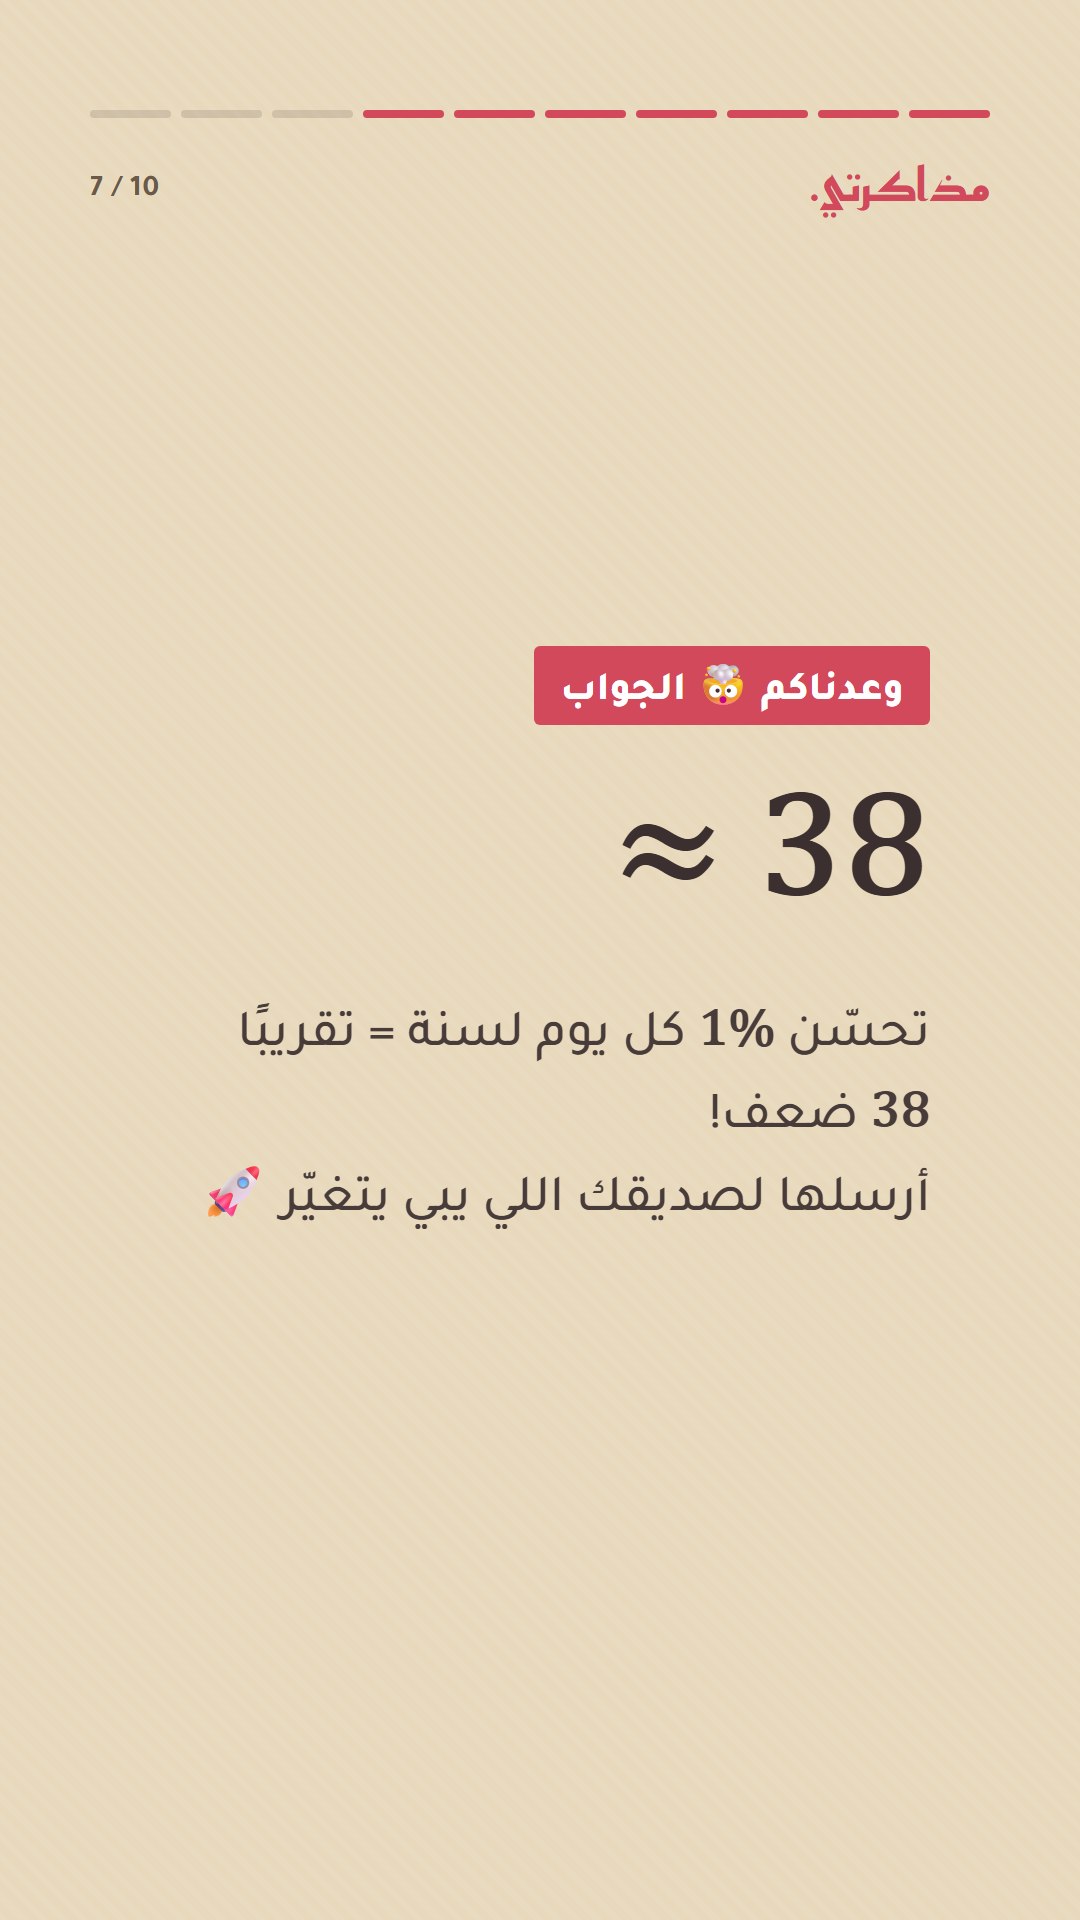 مذاكرتي.
7 / 10
وعدناكم 🤯 الجواب
≈ 38
تحسّن 1% كل يوم لسنة = تقريبًا
38 ضعف!
أرسلها لصديقك اللي يبي يتغيّر 🚀